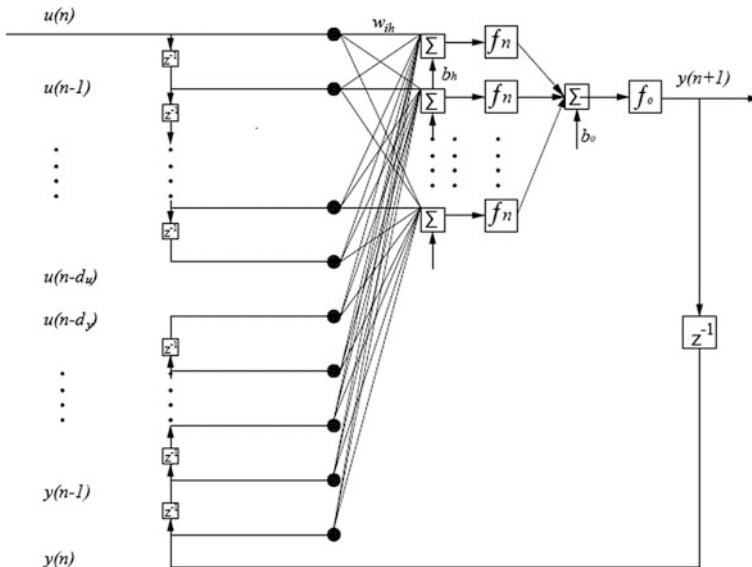 u(n)
w_ih
z⁻¹
Σ
f_n
u(n-1)
b_h
z⁻¹
Σ
f_n
Σ
f_o
y(n+1)
b_o
z⁻¹
Σ
f_n
u(n-d_u)
u(n-d_y)
z⁻¹
z⁻¹
z⁻¹
y(n-1)
z⁻¹
y(n)